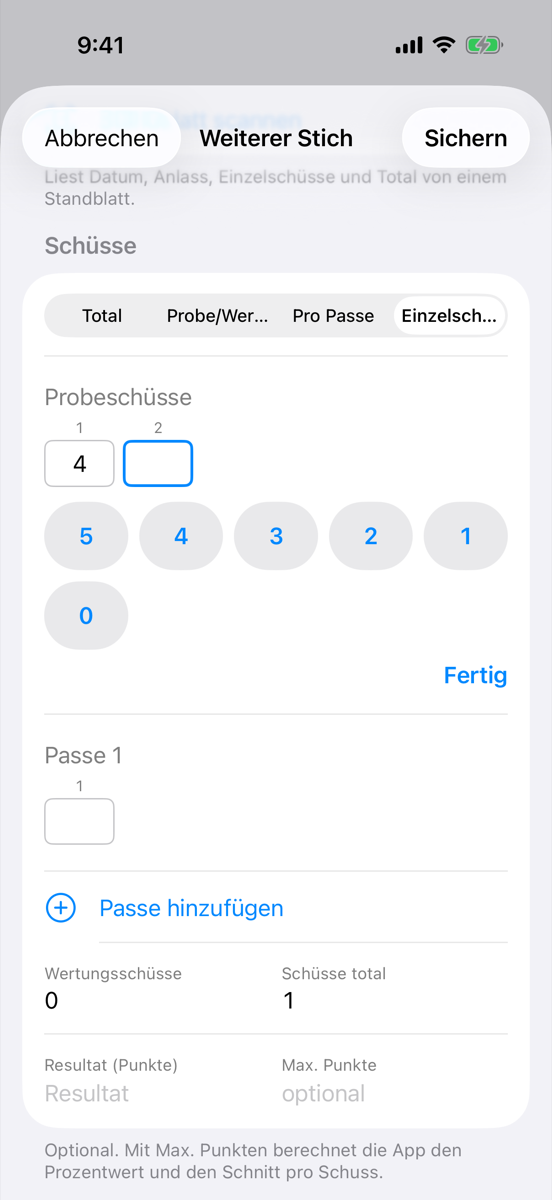 9:41
Abbrechen
Weiterer Stich
Sichern
Liest Datum, Anlass, Einzelschüsse und Total von einem
Standblatt.
Schüsse
Total
Probe/Wer...
Pro Passe
Einzelsch...
Probeschüsse
1 2
4
5 4 3 2 1
0
Fertig
Passe 1
1
Passe hinzufügen
Wertungsschüsse Schüsse total
0 1
Resultat (Punkte) Max. Punkte
Resultat optional
Optional. Mit Max. Punkten berechnet die App den
Prozentwert und den Schnitt pro Schuss.